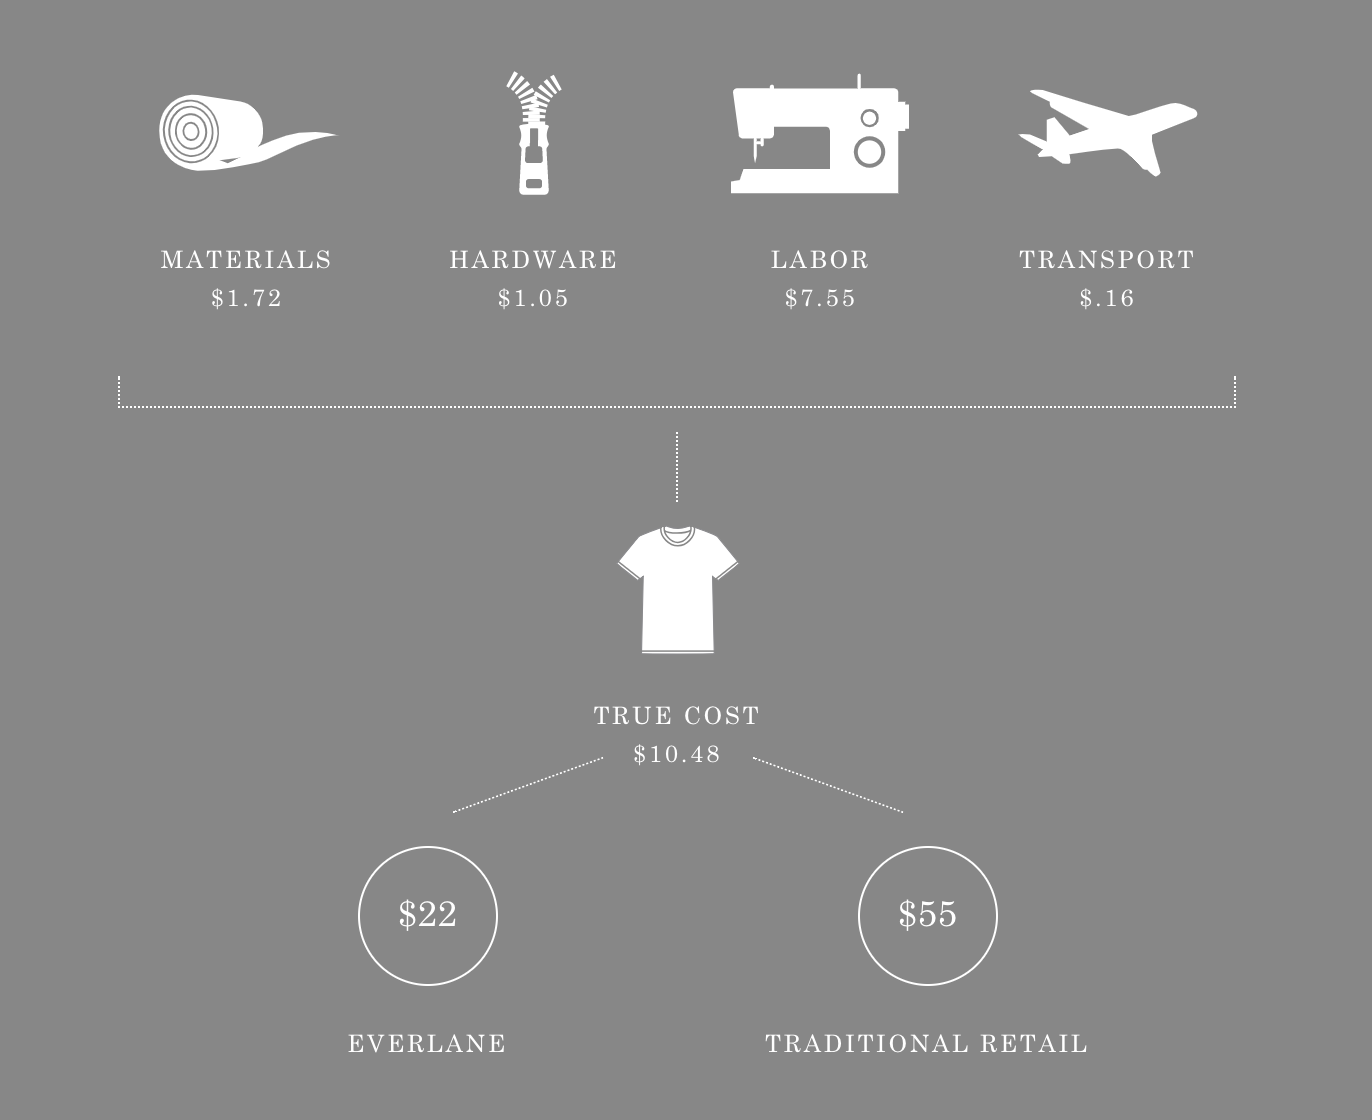 MATERIALS
$1.72
HARDWARE
$1.05
LABOR
$7.55
TRANSPORT
$.16
TRUE COST
$10.48
$22
EVERLANE
$55
TRADITIONAL RETAIL